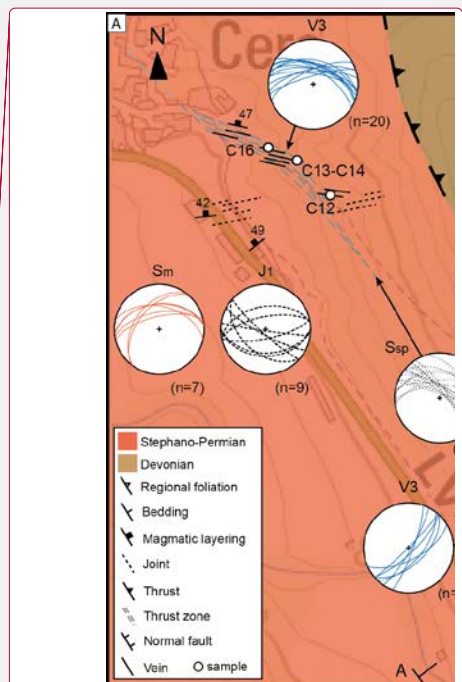 A
V3
N
Cerc
47
(n=20)
C16
C13-C14
C12
42
49
Sm
J1
Ssp
(n=7)
(n=9)
V3
(n=
Stephano-Permian
Devonian
Regional foliation
Bedding
Magmatic layering
Joint
Thrust
Thrust zone
Normal fault
Vein
sample
A